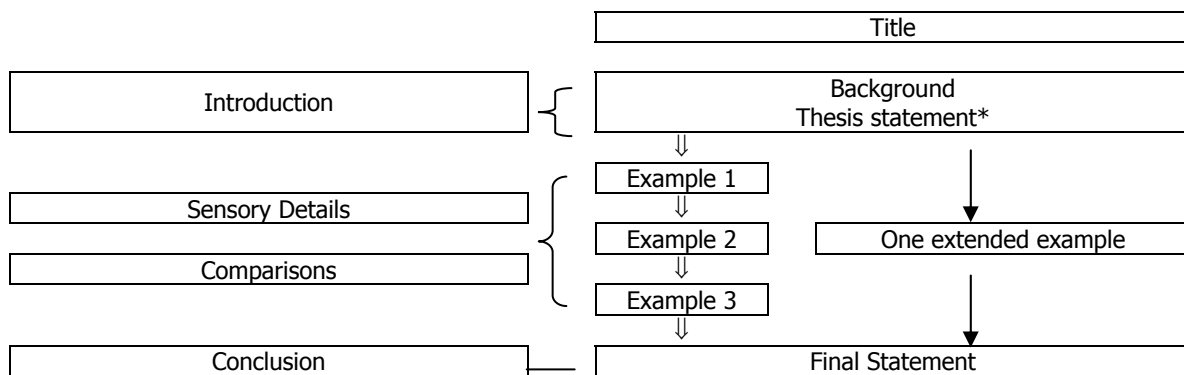 Title
Introduction
Background
Thesis statement*
Example 1
Sensory Details
Example 2
One extended example
Comparisons
Example 3
Conclusion
Final Statement